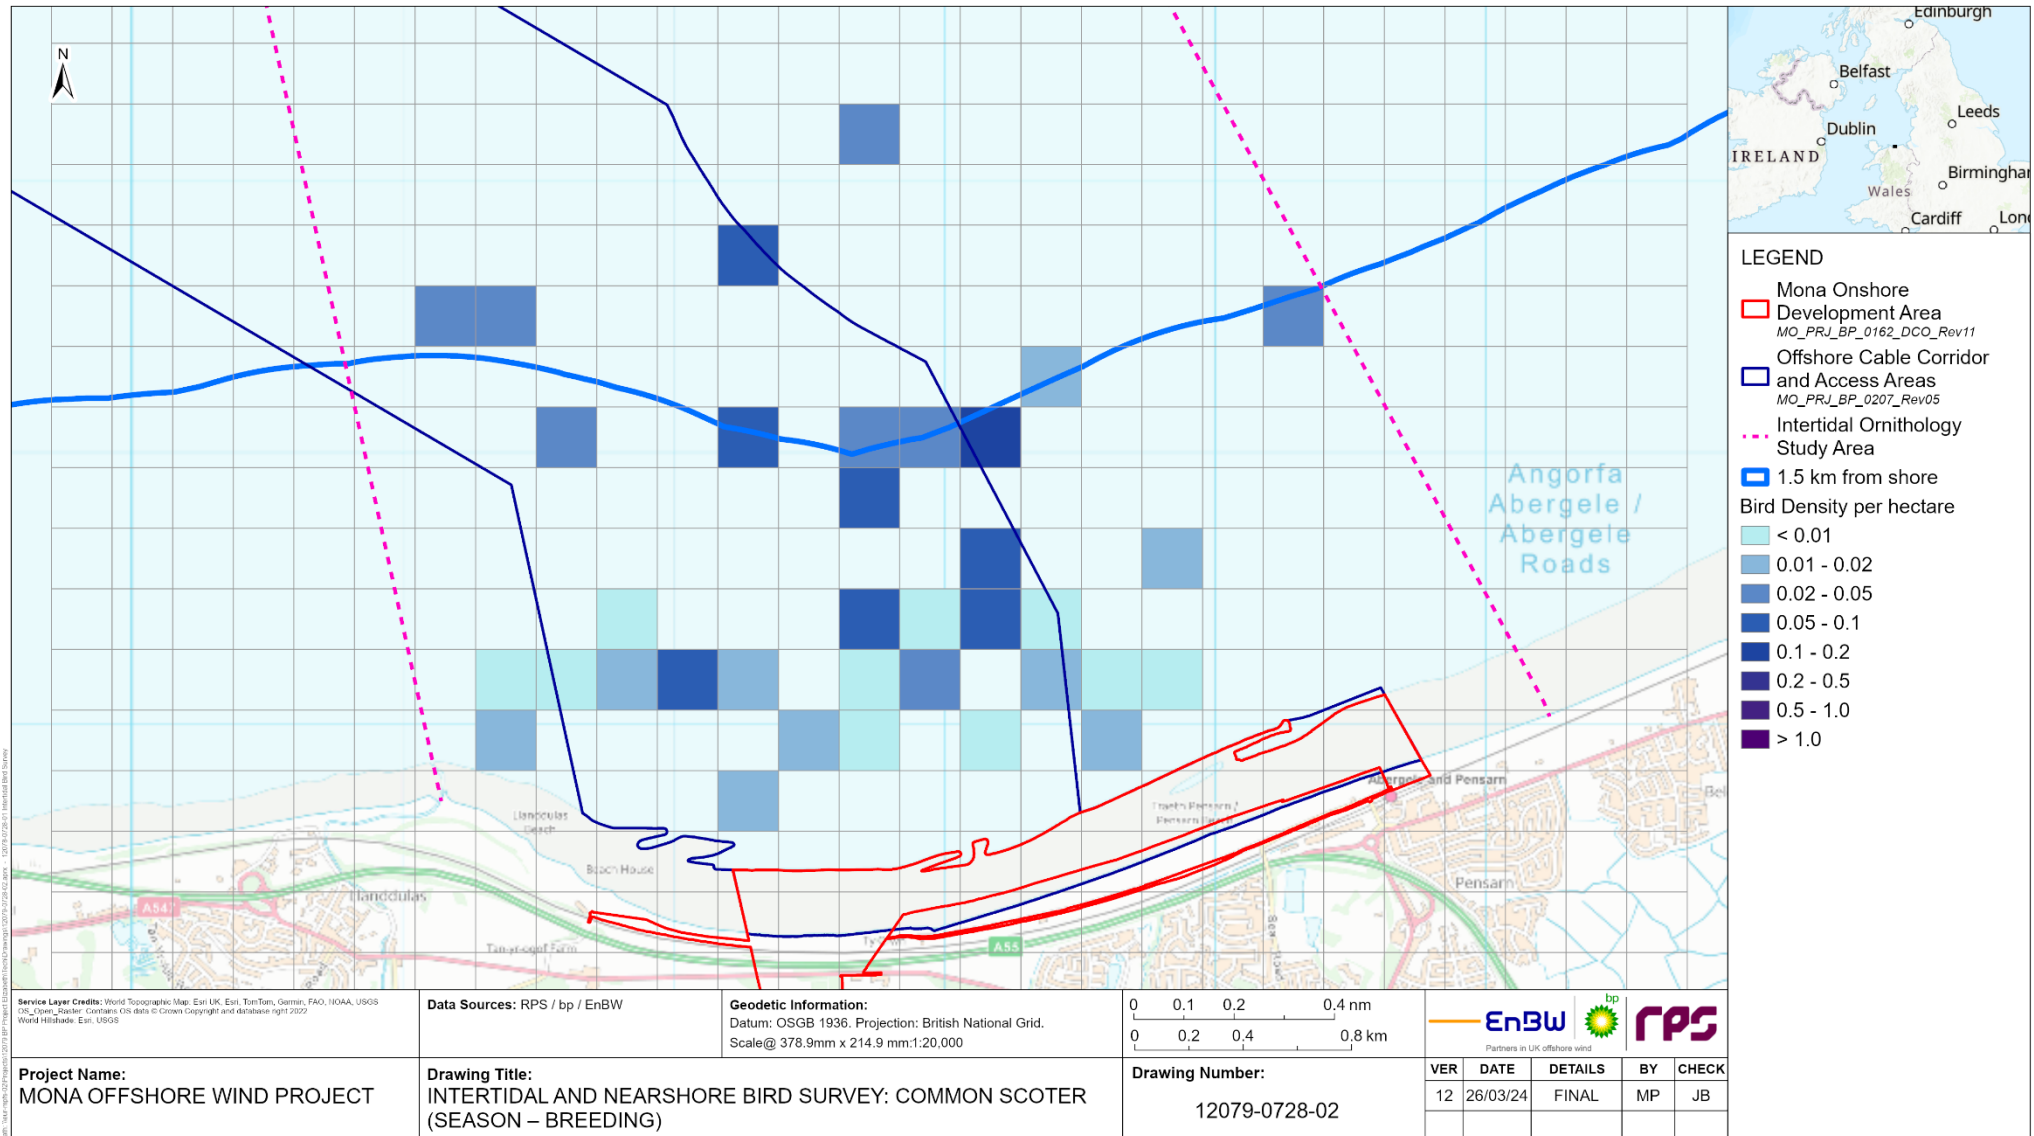 N
Angorfa
Abergele /
Abergele
Roads
Llanddulas
Beach
Beach House
Llanddulas
A547
Tan-yr-ogof Farm
A55
Traeth Pensarn /
Pensarn Beach
Abergele and Pensarn
Pensarn
Edinburgh
Belfast
Leeds
Dublin
IRELAND
Birmingham
Wales
Cardiff
LEGEND
Mona Onshore
Development Area
MO_PRJ_BP_0162_DCO_Rev11
Offshore Cable Corridor
and Access Areas
MO_PRJ_BP_0207_Rev05
Intertidal Ornithology
Study Area
1.5 km from shore
Bird Density per hectare
< 0.01
0.01 - 0.02
0.02 - 0.05
0.05 - 0.1
0.1 - 0.2
0.2 - 0.5
0.5 - 1.0
> 1.0
Service Layer Credits: World Topographic Map: Esri UK, Esri, TomTom, Garmin, FAO, NOAA, USGS
OS_Open_Raster: Contains OS data © Crown Copyright and database right 2022
World Hillshade: Esri, USGS
Data Sources: RPS / bp / EnBW
Geodetic Information:
Datum: OSGB 1936. Projection: British National Grid.
Scale@ 378.9mm x 214.9 mm:1:20,000
0 0.1 0.2 0.4 nm
0 0.2 0.4 0.8 km
EnBW
bp
rps
Partners in UK offshore wind
Project Name:
MONA OFFSHORE WIND PROJECT
Drawing Title:
INTERTIDAL AND NEARSHORE BIRD SURVEY: COMMON SCOTER
(SEASON – BREEDING)
Drawing Number:
12079-0728-02
VER DATE DETAILS BY CHECK
12 26/03/24 FINAL MP JB